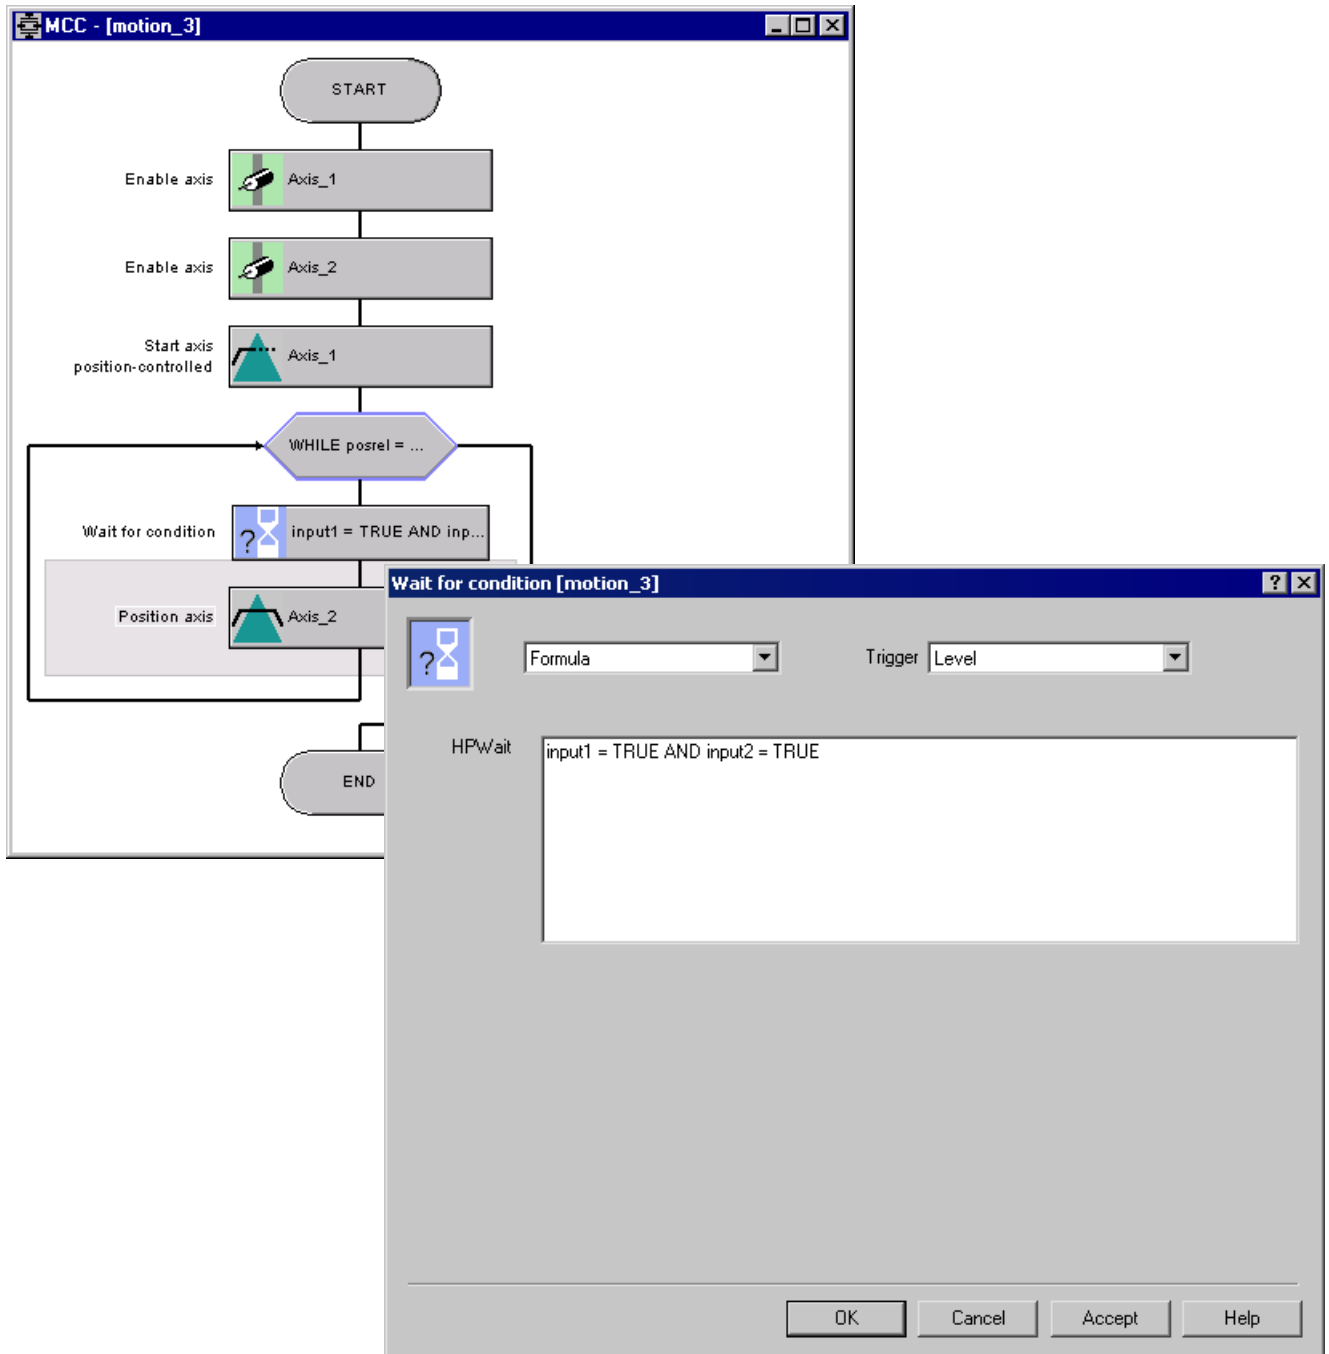 MCC - [motion_3]
START
Enable axis
Axis_1
Enable axis
Axis_2
Start axis
position-controlled
Axis_1
WHILE posrel = ...
Wait for condition
?
input1 = TRUE AND inp...
Position axis
Axis_2
END
Wait for condition [motion_3]
?
Formula
Trigger
Level
HPWait
input1 = TRUE AND input2 = TRUE
OK
Cancel
Accept
Help